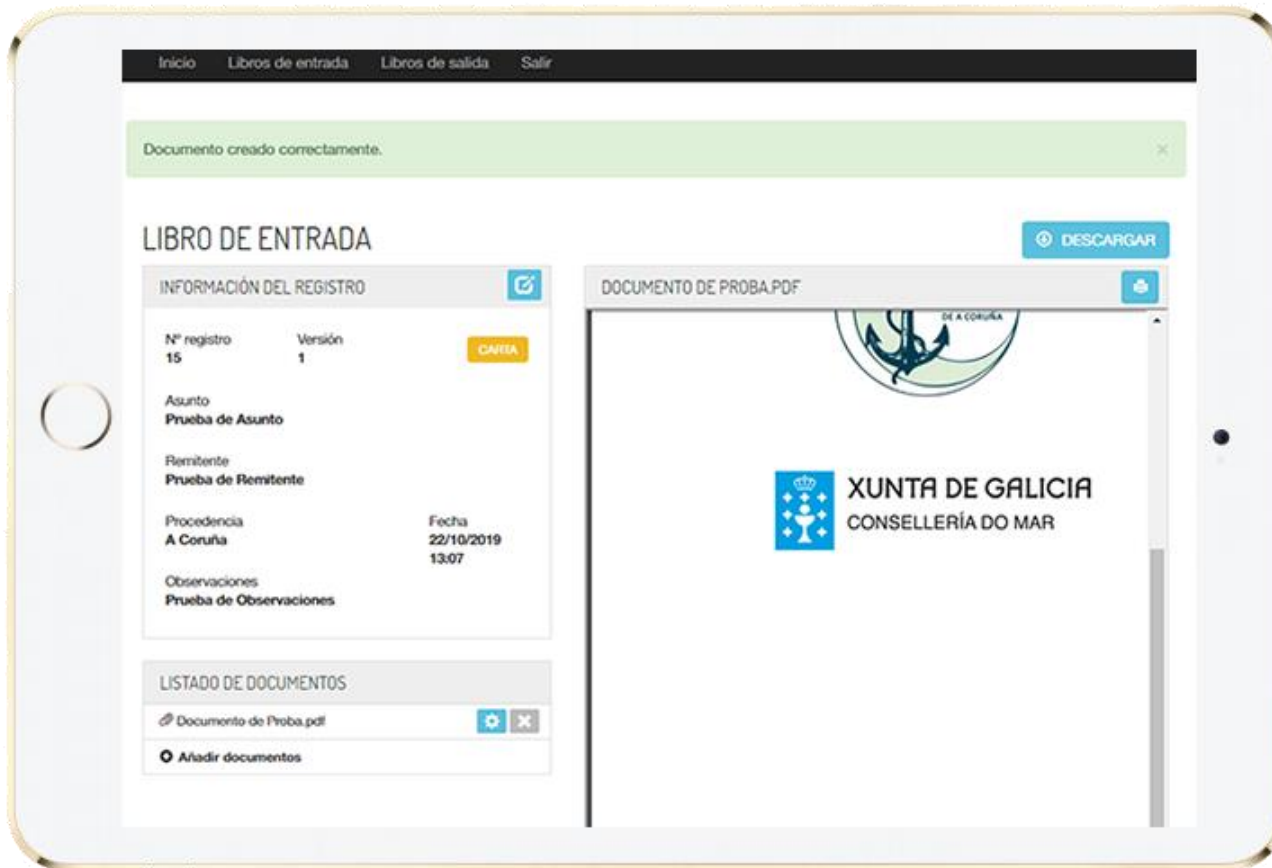 Inicio Libros de entrada Libros de salida Salir
Documento creado correctamente. ×
LIBRO DE ENTRADA
DESCARGAR
INFORMACIÓN DEL REGISTRO
Nº registro Versión
15 1
CARTA
Asunto
Prueba de Asunto
Remitente
Prueba de Remitente
Procedencia Fecha
A Coruña 22/10/2019
13:07
Observaciones
Prueba de Observaciones
LISTADO DE DOCUMENTOS
Documento de Proba.pdf
Añadir documentos
DOCUMENTO DE PROBA.PDF
DE A CORUÑA
XUNTA DE GALICIA
CONSELLERÍA DO MAR